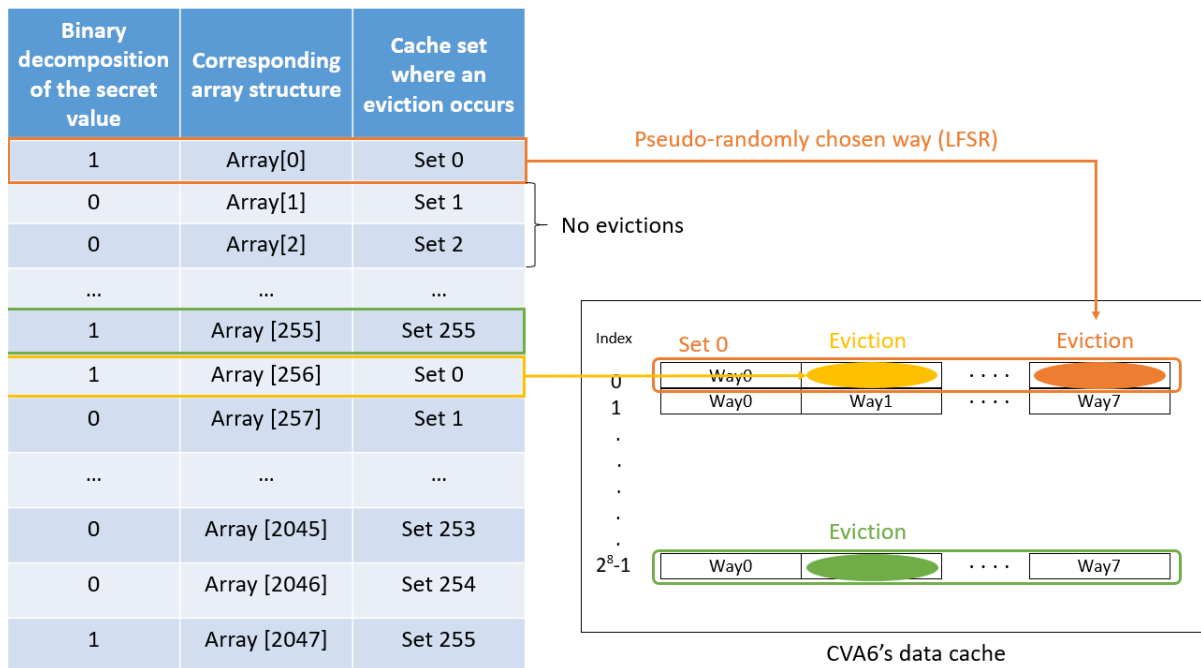 Binary
decomposition
of the secret
value
Corresponding
array structure
Cache set
where an
eviction occurs
1 Array[0] Set 0
0 Array[1] Set 1
0 Array[2] Set 2
... ... ...
1 Array [255] Set 255
1 Array [256] Set 0
0 Array [257] Set 1
... ... ...
0 Array [2045] Set 253
0 Array [2046] Set 254
1 Array [2047] Set 255
Pseudo-randomly chosen way (LFSR)
No evictions
Index
Set 0 Eviction Eviction
0 Way0 . . . .
1 Way0 Way1 . . . . Way7
.
.
.
.
.
Eviction
2⁸-1 Way0 . . . . Way7
CVA6's data cache